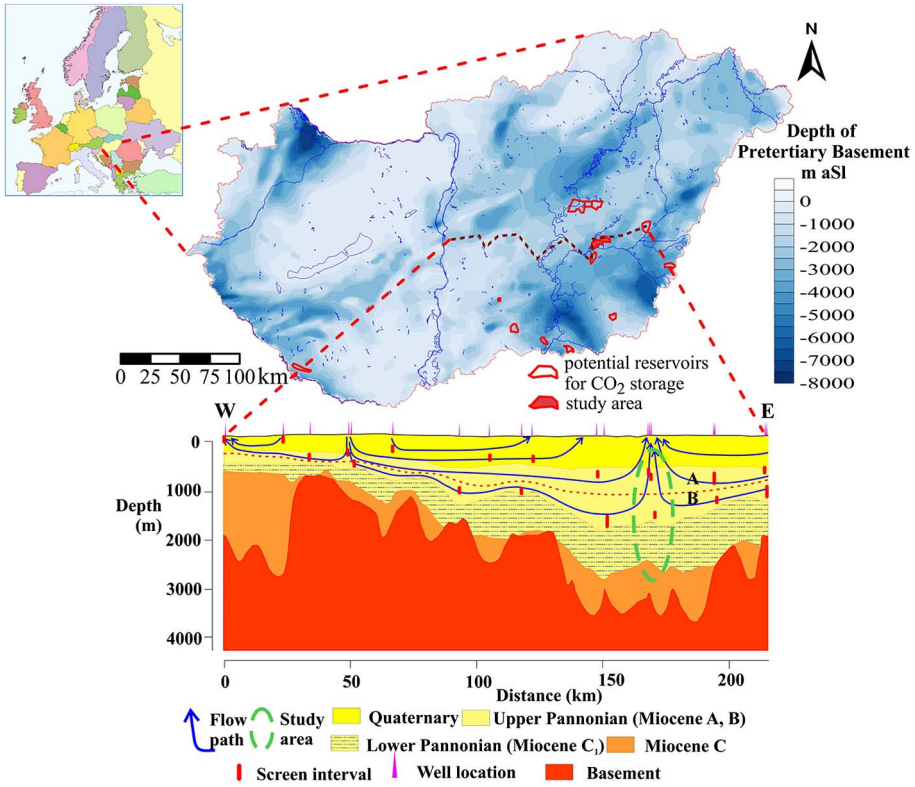 N
Depth of
Pretertiary Basement
m aSl
0
-1000
-2000
-3000
-4000
-5000
-6000
-7000
-8000
0 25 50 75 100 km
potential reservoirs
for CO2 storage
study area
W
E
0
1000
2000
3000
4000
Depth
(m)
A
B
0 50 100 150 200
Distance (km)
Flow
path
Study
area
Quaternary
Upper Pannonian (Miocene A, B)
Lower Pannonian (Miocene C1)
Miocene C
Screen interval
Well location
Basement